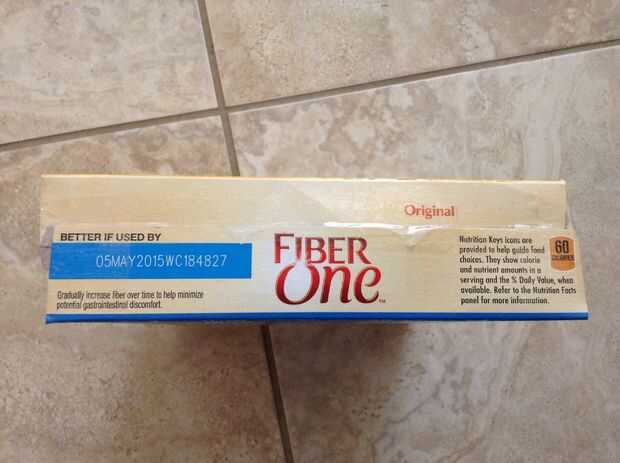 Original
BETTER IF USED BY
05MAY2015WC184827
Gradually increase fiber over time to help minimize
potential gastrointestinal discomfort.
FIBER
One™
Nutrition Keys icons are
provided to help guide food
choices. They show calorie
and nutrient amounts in a
serving and the % Daily Value, when
available. Refer to the Nutrition Facts
panel for more information.
60
CALORIES